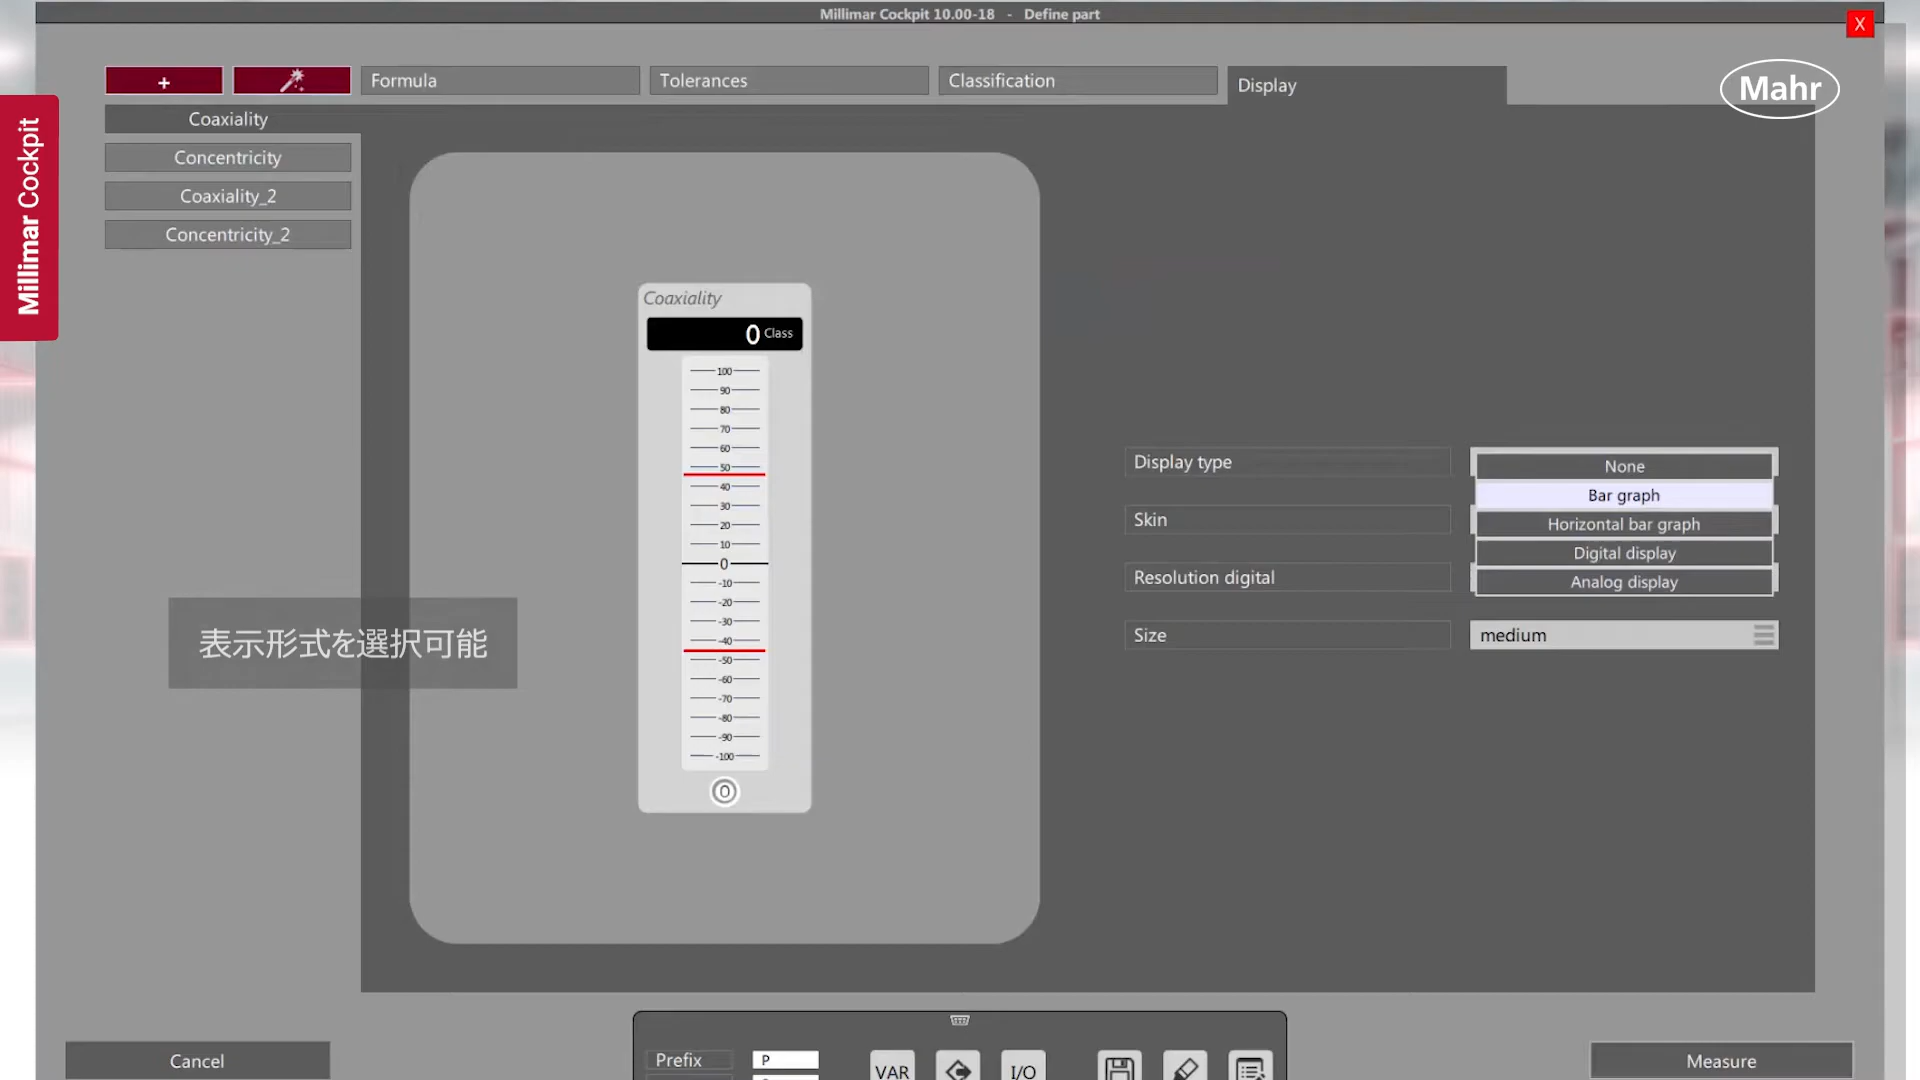 Millimar Cockpit 10.00-18 - Define part
X
+
Formula
Tolerances
Classification
Display
Mahr
Millimar Cockpit
Coaxiality
Concentricity
Coaxiality_2
Concentricity_2
Coaxiality
0 Class
100
90
80
70
60
50
40
30
20
10
0
-10
-20
-30
-40
-50
-60
-70
-80
-90
-100
0
Display type
None
Bar graph
Horizontal bar graph
Digital display
Analog display
Skin
Resolution digital
Size
medium
表示形式を選択可能
Cancel
Prefix
P
VAR
I/O
Measure